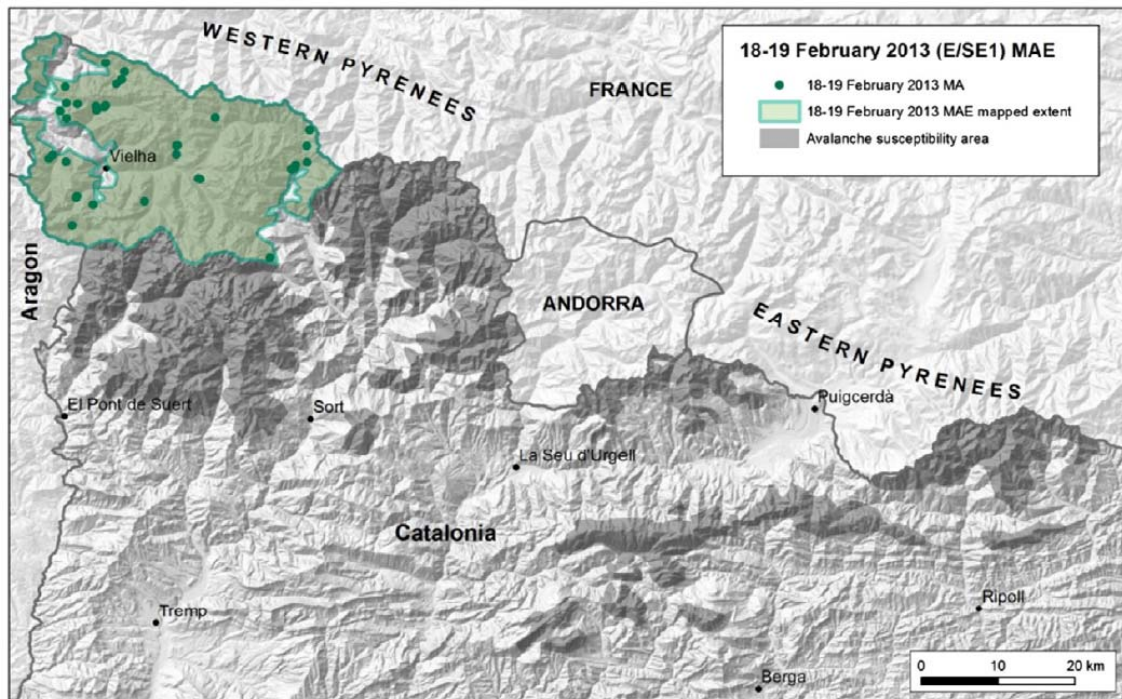 WESTERN PYRENEES
FRANCE
18-19 February 2013 (E/SE1) MAE
18-19 February 2013 MA
18-19 February 2013 MAE mapped extent
Avalanche susceptibility area
Vielha
Aragon
ANDORRA
EASTERN PYRENEES
El Pont de Suert
Sort
Puigcerdà
La Seu d'Urgell
Catalonia
Tremp
Ripoll
Berga
0 10 20 km